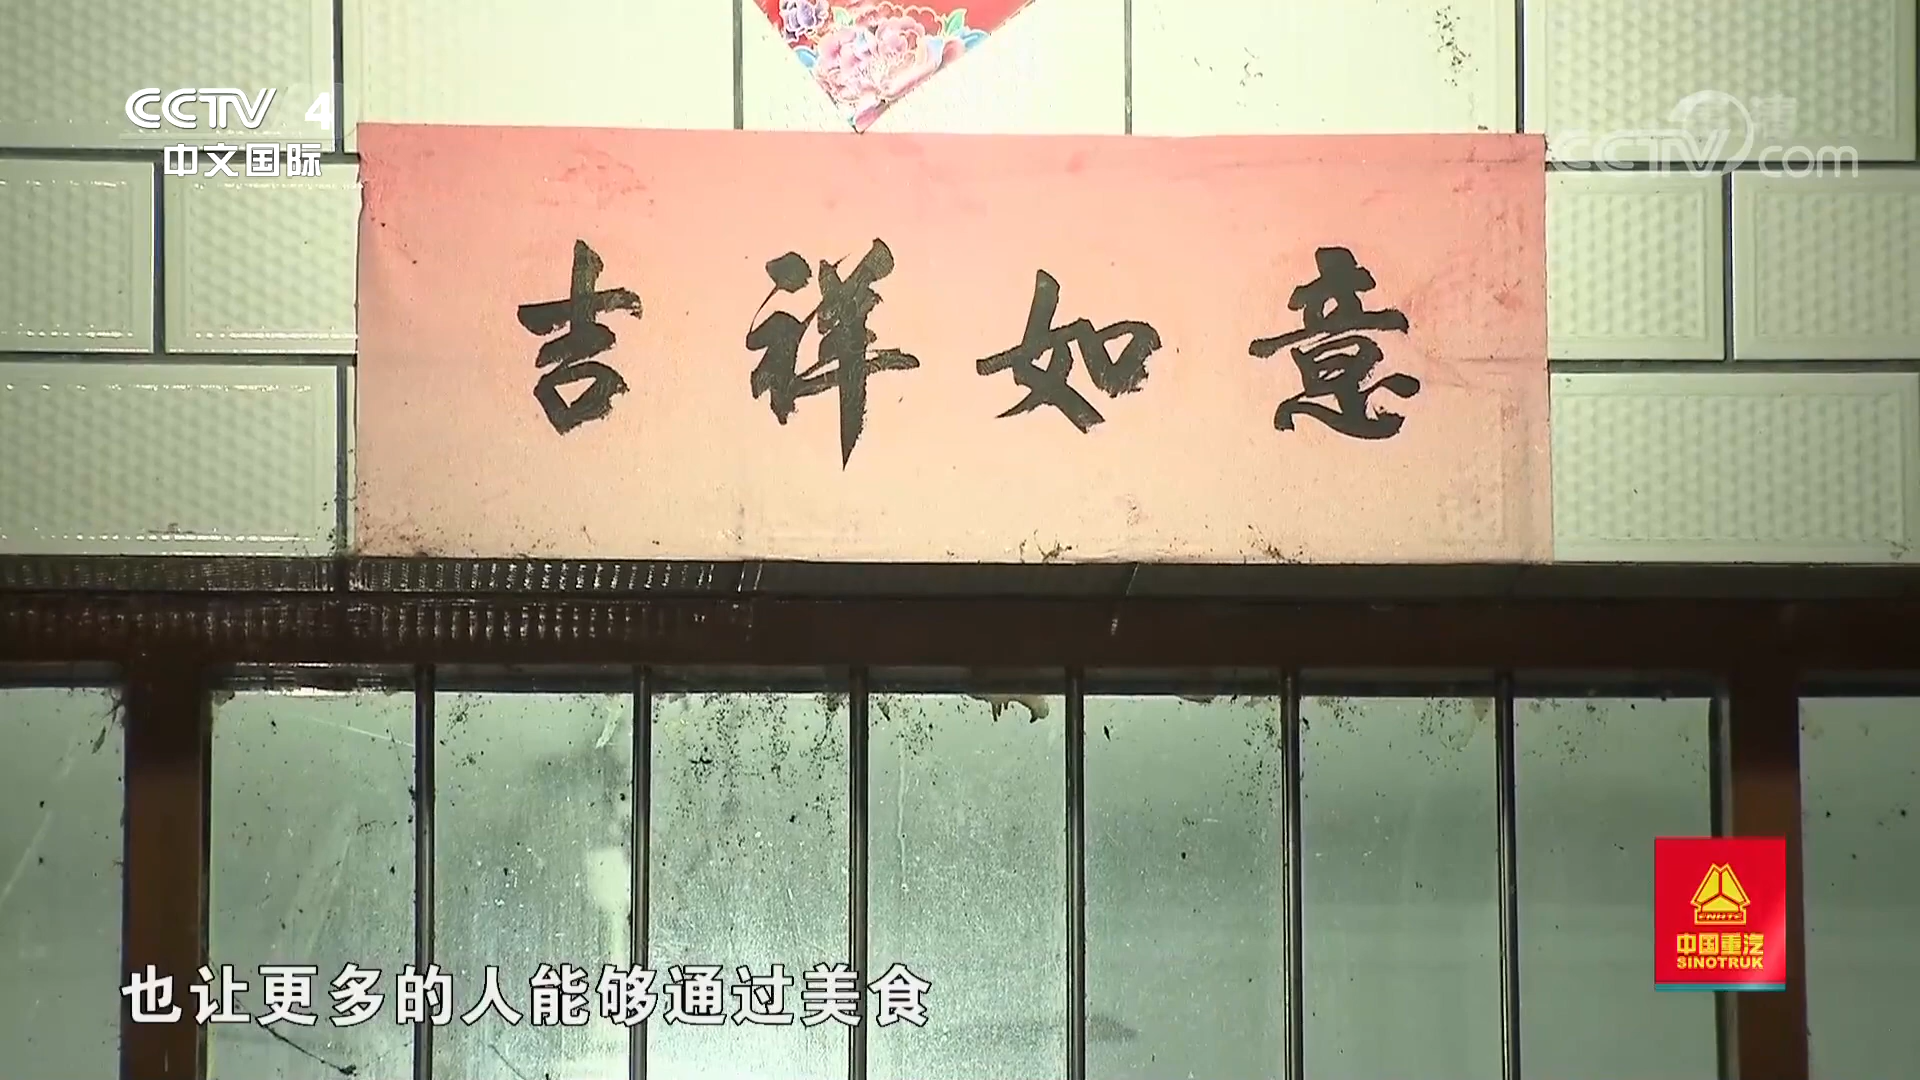 CCTV 4
中文国际
CCTV.com
吉祥如意
CNHTC
中国重汽
SINOTRUK
也让更多的人能够通过美食